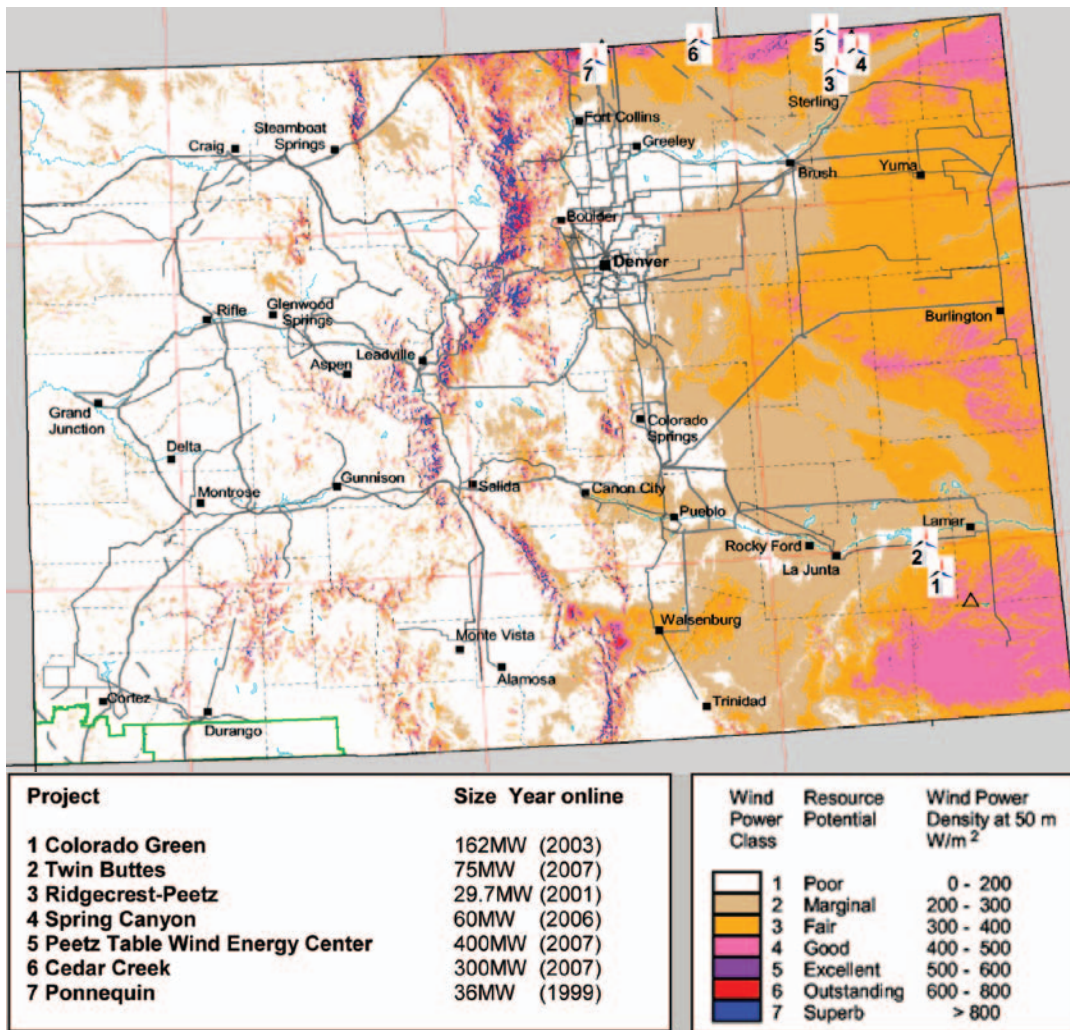 7
6
5
4
3
Sterling
Fort Collins
Steamboat
Springs
Craig
Greeley
Brush
Yuma
Boulder
Denver
Rifle
Glenwood
Springs
Burlington
Leadville
Aspen
Grand
Junction
Colorado
Springs
Delta
Gunnison
Salida
Canon City
Montrose
Pueblo
Lamar
Rocky Ford
La Junta
2
1
Walsenburg
Monte Vista
Alamosa
Cortez
Trinidad
Durango
Project Size Year online
1 Colorado Green 162MW (2003)
2 Twin Buttes 75MW (2007)
3 Ridgecrest-Peetz 29.7MW (2001)
4 Spring Canyon 60MW (2006)
5 Peetz Table Wind Energy Center 400MW (2007)
6 Cedar Creek 300MW (2007)
7 Ponnequin 36MW (1999)
Wind Resource Wind Power
Power Potential Density at 50 m
Class W/m 2
1 Poor 0 - 200
2 Marginal 200 - 300
3 Fair 300 - 400
4 Good 400 - 500
5 Excellent 500 - 600
6 Outstanding 600 - 800
7 Superb > 800